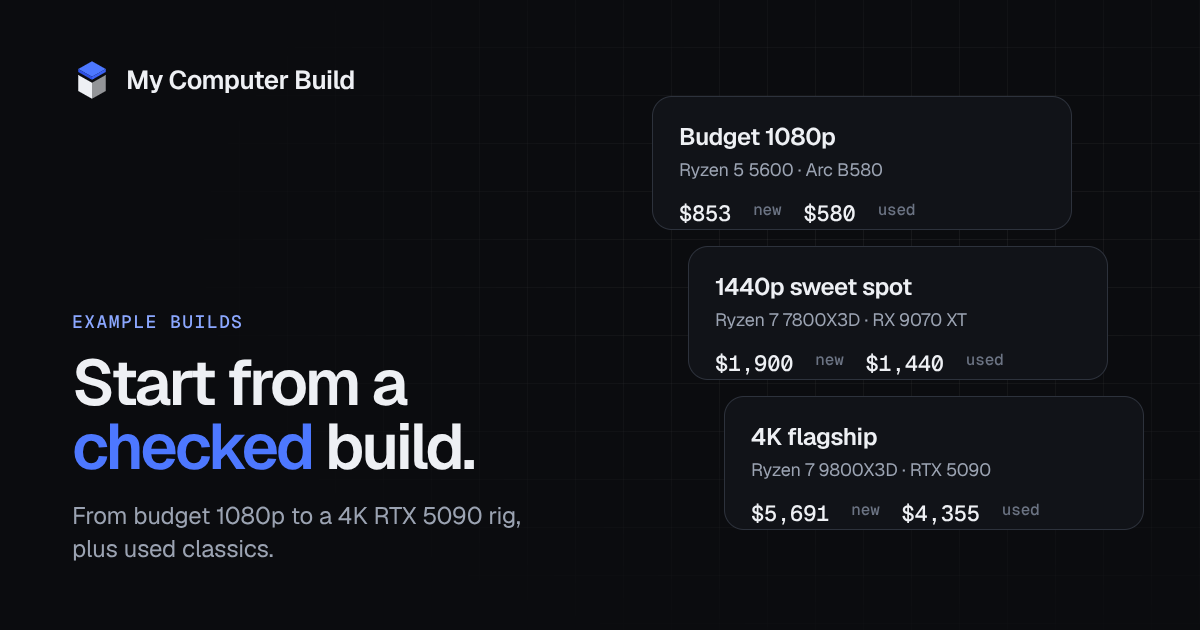 My Computer Build
EXAMPLE BUILDS
Start from a
checked build.
From budget 1080p to a 4K RTX 5090 rig,
plus used classics.
Budget 1080p
Ryzen 5 5600 · Arc B580
$853 new $580 used
1440p sweet spot
Ryzen 7 7800X3D · RX 9070 XT
$1,900 new $1,440 used
4K flagship
Ryzen 7 9800X3D · RTX 5090
$5,691 new $4,355 used